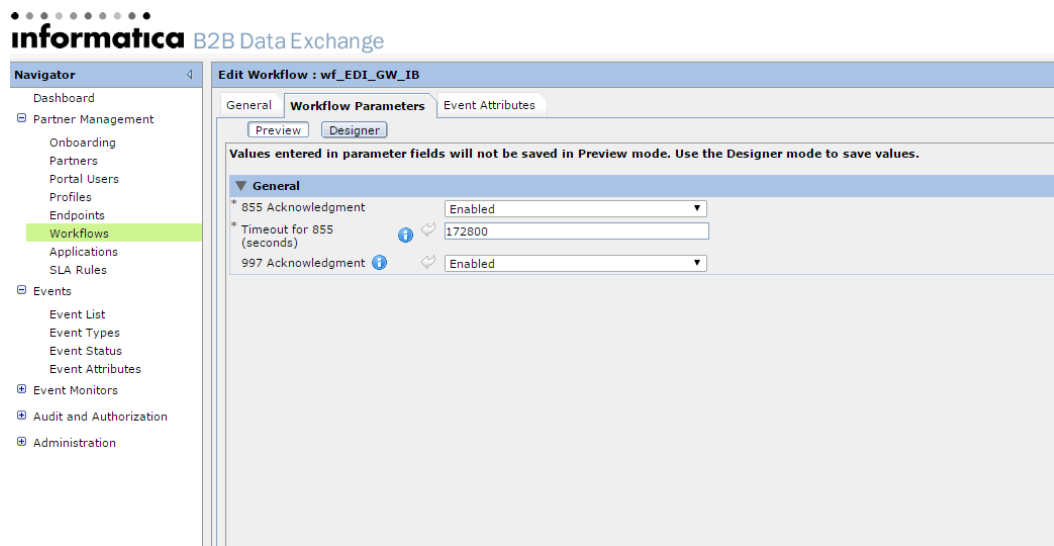 informatica B2B Data Exchange
Navigator
Dashboard
Partner Management
Onboarding
Partners
Portal Users
Profiles
Endpoints
Workflows
Applications
SLA Rules
Events
Event List
Event Types
Event Status
Event Attributes
Event Monitors
Audit and Authorization
Administration
Edit Workflow : wf_EDI_GW_IB
General Workflow Parameters Event Attributes
Preview Designer
Values entered in parameter fields will not be saved in Preview mode. Use the Designer mode to save values.
General
* 855 Acknowledgment Enabled
* Timeout for 855 172800
(seconds)
997 Acknowledgment Enabled